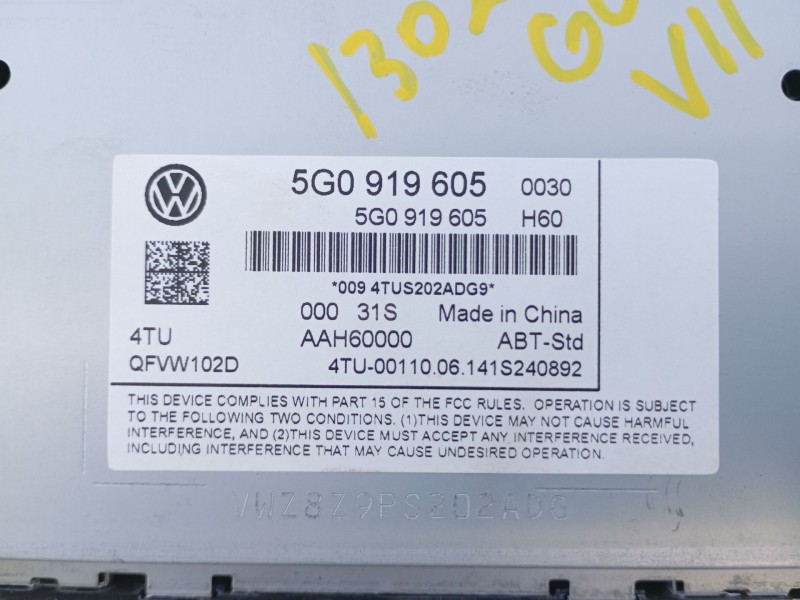 130
VII
5G0 919 605 0030
5G0 919 605 H60
*009 4TUS202ADG9*
000 31S Made in China
4TU AAH60000 ABT-Std
QFVW102D 4TU-00110.06.141S240892
THIS DEVICE COMPLIES WITH PART 15 OF THE FCC RULES. OPERATION IS SUBJECT
TO THE FOLLOWING TWO CONDITIONS. (1)THIS DEVICE MAY NOT CAUSE HARMFUL
INTERFERENCE, AND (2)THIS DEVICE MUST ACCEPT ANY INTERFERENCE RECEIVED,
INCLUDING INTERFERENCE THAT MAY CAUSE UNDESIRED OPERATION.
VWZ8Z9PS202ADG